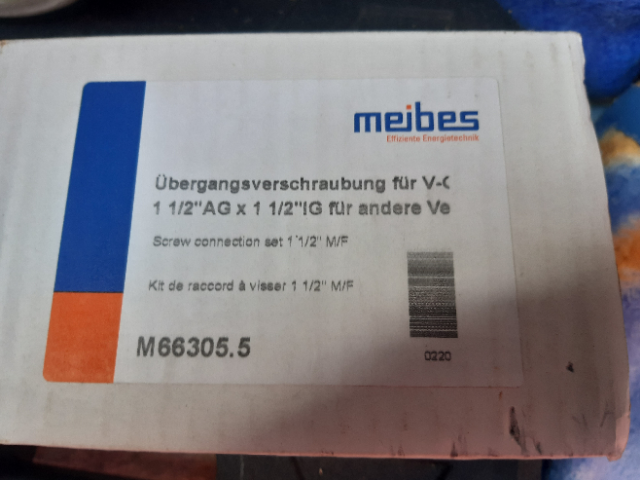 meibes
Effiziente Energietechnik
Übergangsverschraubung für V-
1 1/2"AG x 1 1/2"IG für andere Ve
Screw connection set 1 1/2" M/F
Kit de raccord à visser 1 1/2" M/F
M66305.5
0220